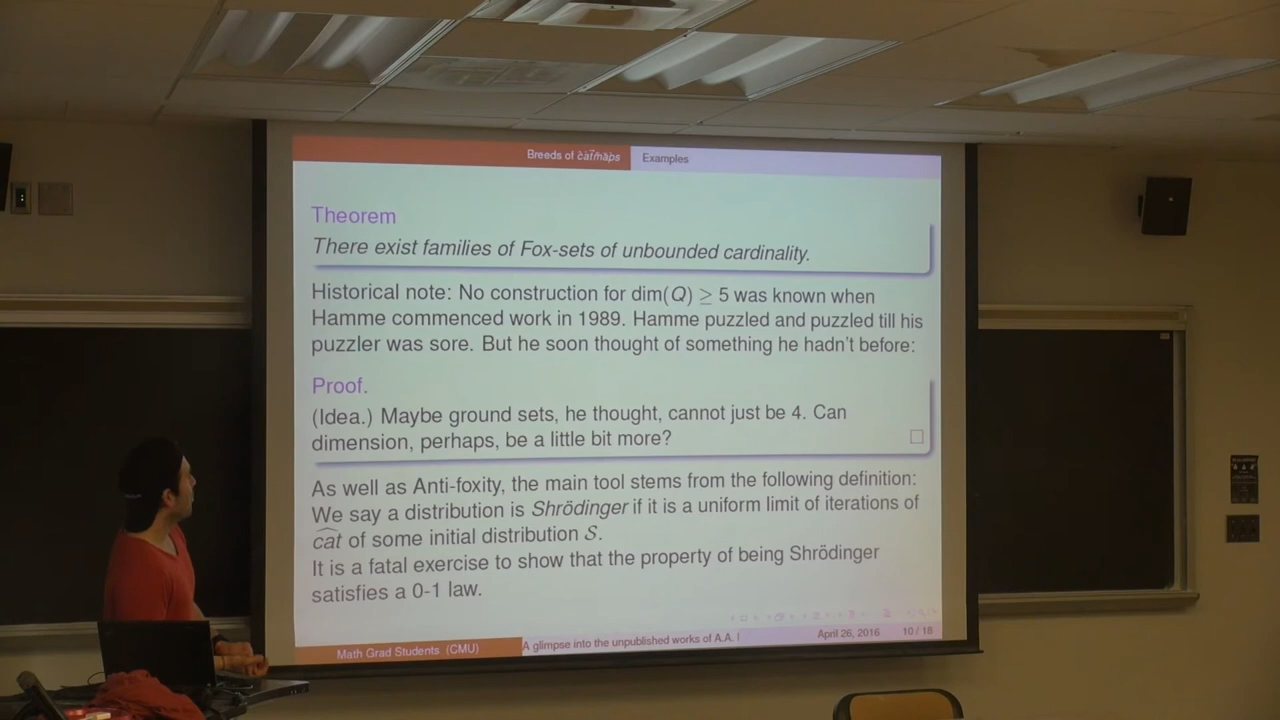 Breeds of ĉat̄m̄aps Examples
Theorem
There exist families of Fox-sets of unbounded cardinality.
Historical note: No construction for dim(Q) ≥ 5 was known when
Hamme commenced work in 1989. Hamme puzzled and puzzled till his
puzzler was sore. But he soon thought of something he hadn't before:
Proof.
(Idea.) Maybe ground sets, he thought, cannot just be 4. Can
dimension, perhaps, be a little bit more?
As well as Anti-foxity, the main tool stems from the following definition:
We say a distribution is Shrödinger if it is a uniform limit of iterations of
\widehat{cat} of some initial distribution S.
It is a fatal exercise to show that the property of being Shrödinger
satisfies a 0-1 law.
Math Grad Students (CMU) A glimpse into the unpublished works of A.A. I April 26, 2016 10 / 18